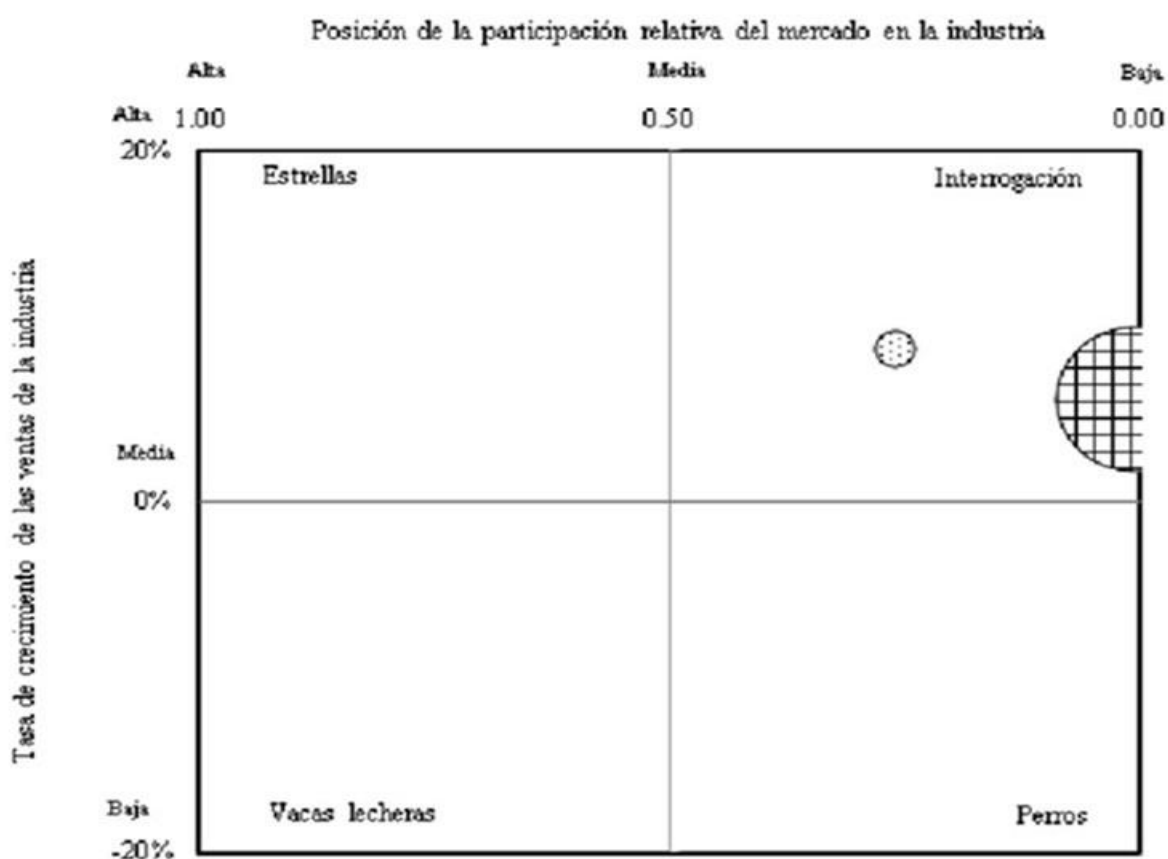 Posición de la participación relativa del mercado en la industria
Alta Media Baja
Alta 1.00 0.50 0.00
20%
Estrellas Interrogación
Tasa de crecimiento de las ventas de la industria
Media
0%
Baja
Vacas lecheras Perros
-20%